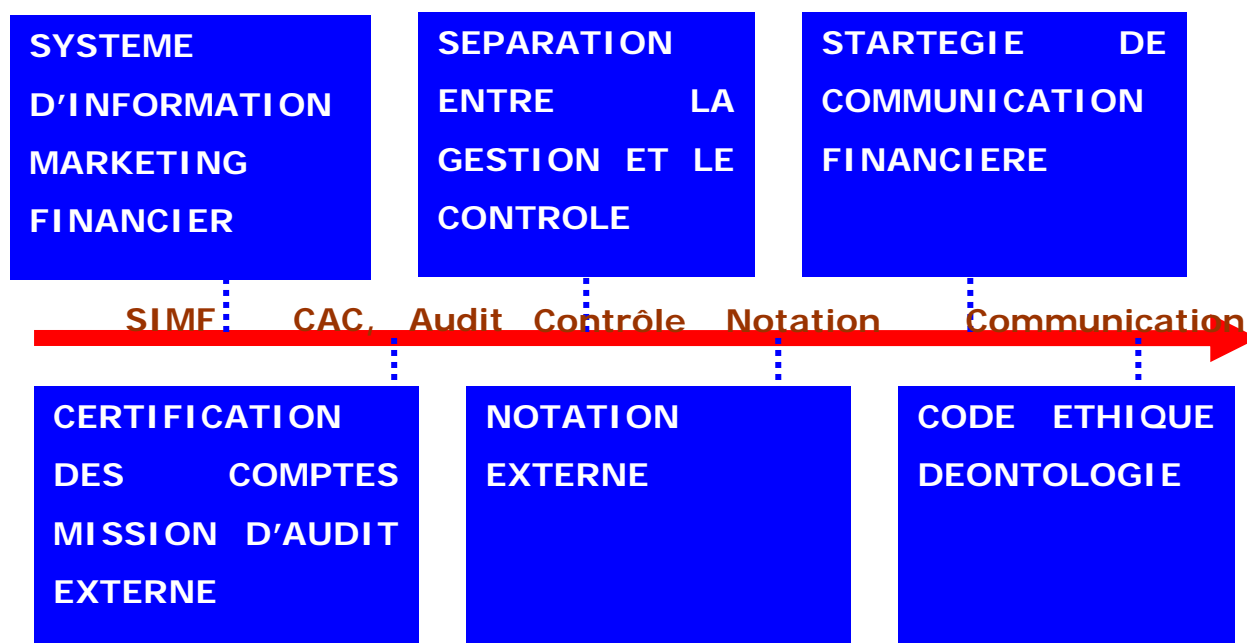 SYSTEME
D'INFORMATION
MARKETING
FINANCIER
SEPARATION
ENTRE LA
GESTION ET LE
CONTROLE
STARTEGIE DE
COMMUNICATION
FINANCIERE
SIMF CAC, Audit Contrôle Notation Communication
CERTIFICATION
DES COMPTES
MISSION D'AUDIT
EXTERNE
NOTATION
EXTERNE
CODE ETHIQUE
DEONTOLOGIE